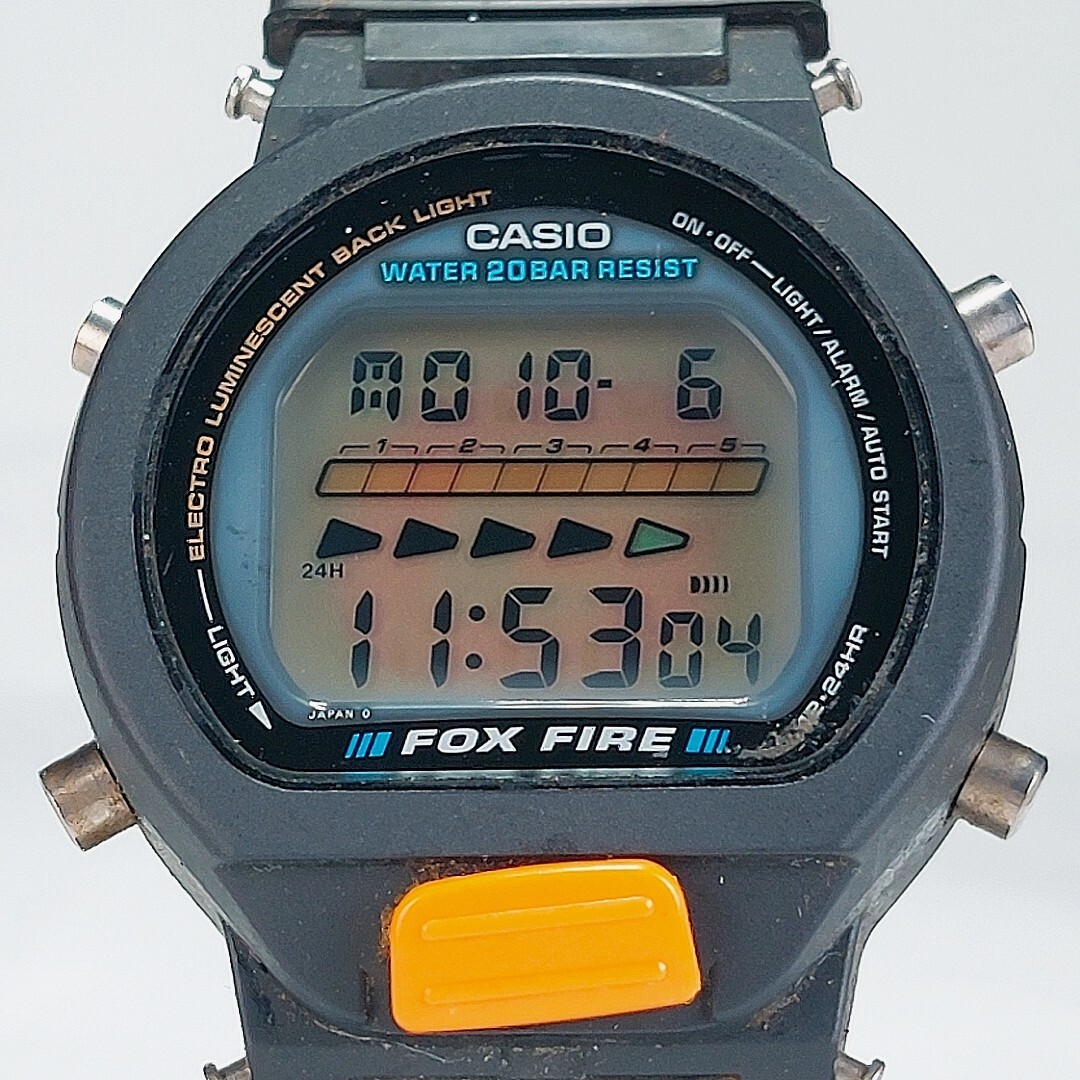 ELECTRO LUMINESCENT BACK LIGHT
CASIO
WATER 20BAR RESIST
ON·OFF—LIGHT/ALARM/AUTO START
MO 10- 6
1 2 3 4 5
24H
11:53 04
LIGHT
JAPAN 0
·24HR
FOX FIRE